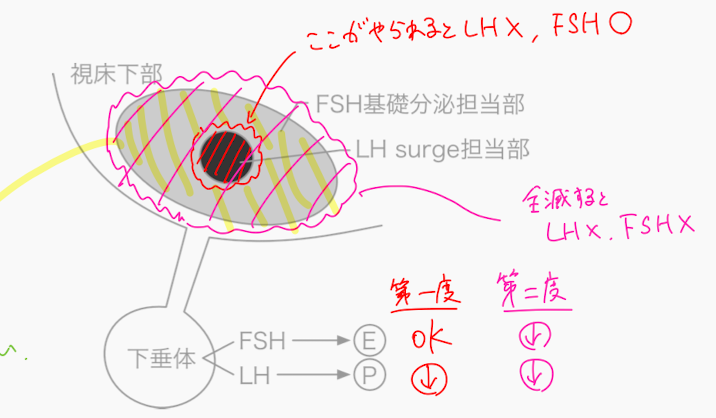 ここがやられるとLH×, FSH○
視床下部
FSH基礎分泌担当部
LH surge担当部
全滅すると
LH×. FSH×
第一度 第二度
下垂体
FSH E OK ↓
LH P ↓ ↓